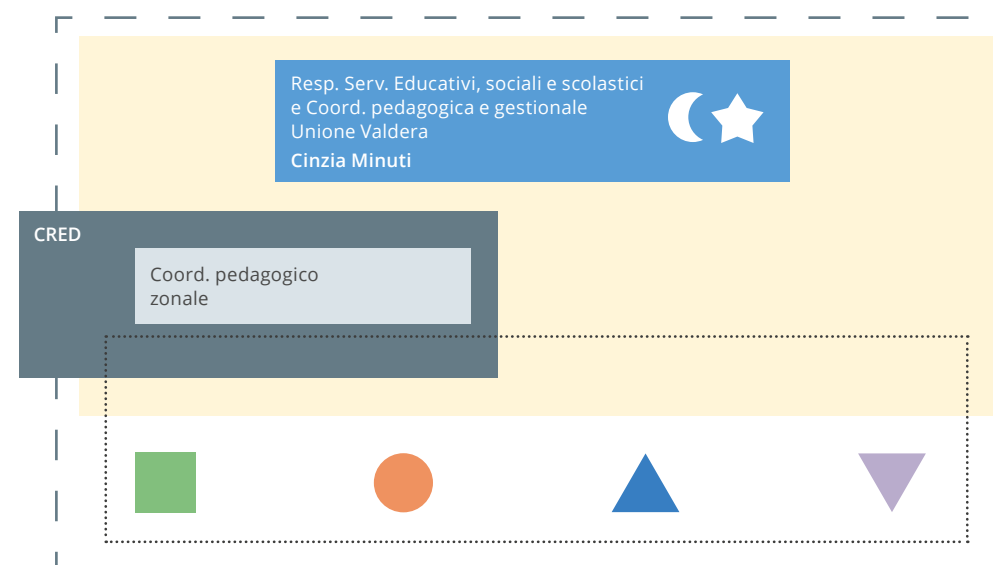 Resp. Serv. Educativi, sociali e scolastici
e Coord. pedagogica e gestionale
Unione Valdera
Cinzia Minuti
CRED
Coord. pedagogico
zonale